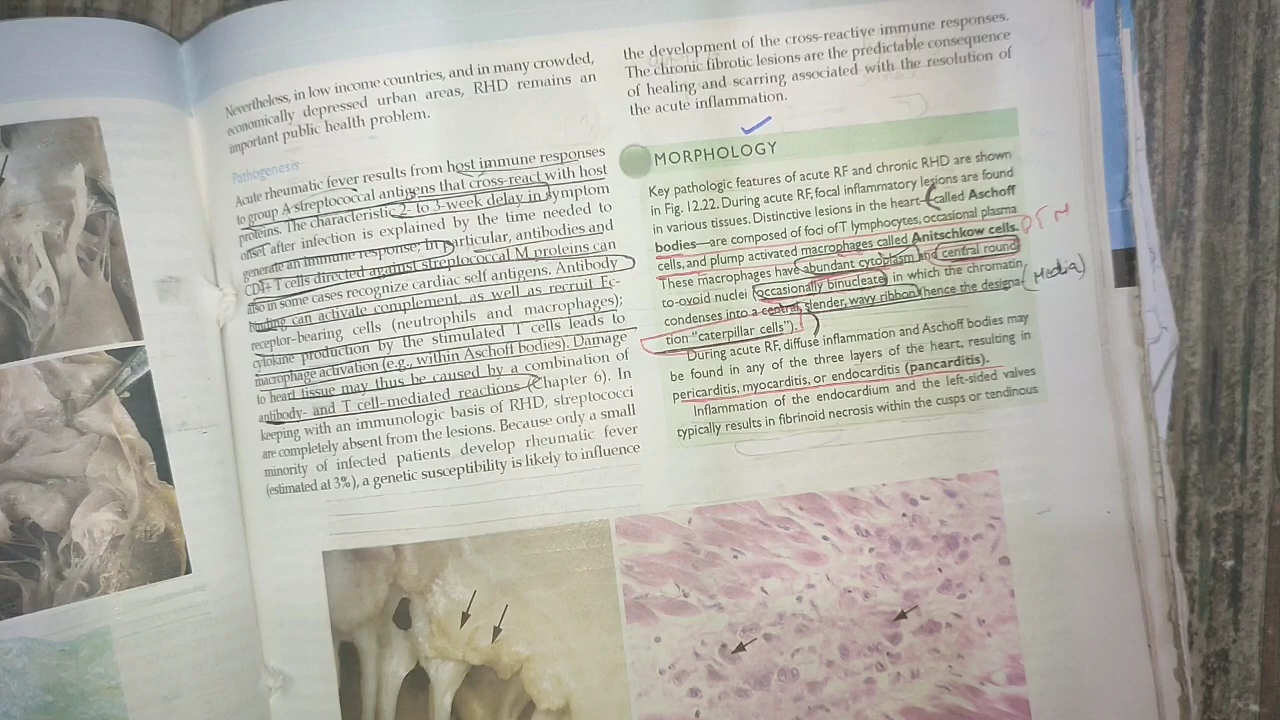 Nevertheless, in low income countries, and in many crowded,
economically depressed urban areas, RHD remains an
important public health problem.
Pathogenesis
Acute rheumatic fever results from host immune responses
to group A streptococcal antigens that cross-react with host
proteins. The characteristic 2- to 3-week delay in symptom
onset after infection is explained by the time needed to
generate an immune response; in particular, antibodies and
CD4+ T cells directed against streptococcal M proteins can
also in some cases recognize cardiac self antigens. Antibody
binding can activate complement, as well as recruit Fc-
receptor-bearing cells (neutrophils and macrophages);
cytokine production by the stimulated T cells leads to
macrophage activation (e.g., within Aschoff bodies). Damage
to heart tissue may thus be caused by a combination of
antibody- and T cell–mediated reactions (Chapter 6). In
keeping with an immunologic basis of RHD, streptococci
are completely absent from the lesions. Because only a small
minority of infected patients develop rheumatic fever
(estimated at 3%), a genetic susceptibility is likely to influence
the development of the cross-reactive immune responses.
The chronic fibrotic lesions are the predictable consequence
of healing and scarring associated with the resolution of
the acute inflammation.
MORPHOLOGY
Key pathologic features of acute RF and chronic RHD are shown
in Fig. 12.22. During acute RF, focal inflammatory lesions are found
in various tissues. Distinctive lesions in the heart—called Aschoff
bodies—are composed of foci of T lymphocytes, occasional plasma
cells, and plump activated macrophages called Anitschkow cells.
These macrophages have abundant cytoplasm and central round-
to-ovoid nuclei (occasionally binucleate) in which the chromatin
condenses into a central, slender, wavy ribbon (hence the designa-
tion "caterpillar cells").
(Media)
During acute RF, diffuse inflammation and Aschoff bodies may
be found in any of the three layers of the heart, resulting in
pericarditis, myocarditis, or endocarditis (pancarditis).
Inflammation of the endocardium and the left-sided valves
typically results in fibrinoid necrosis within the cusps or tendinous